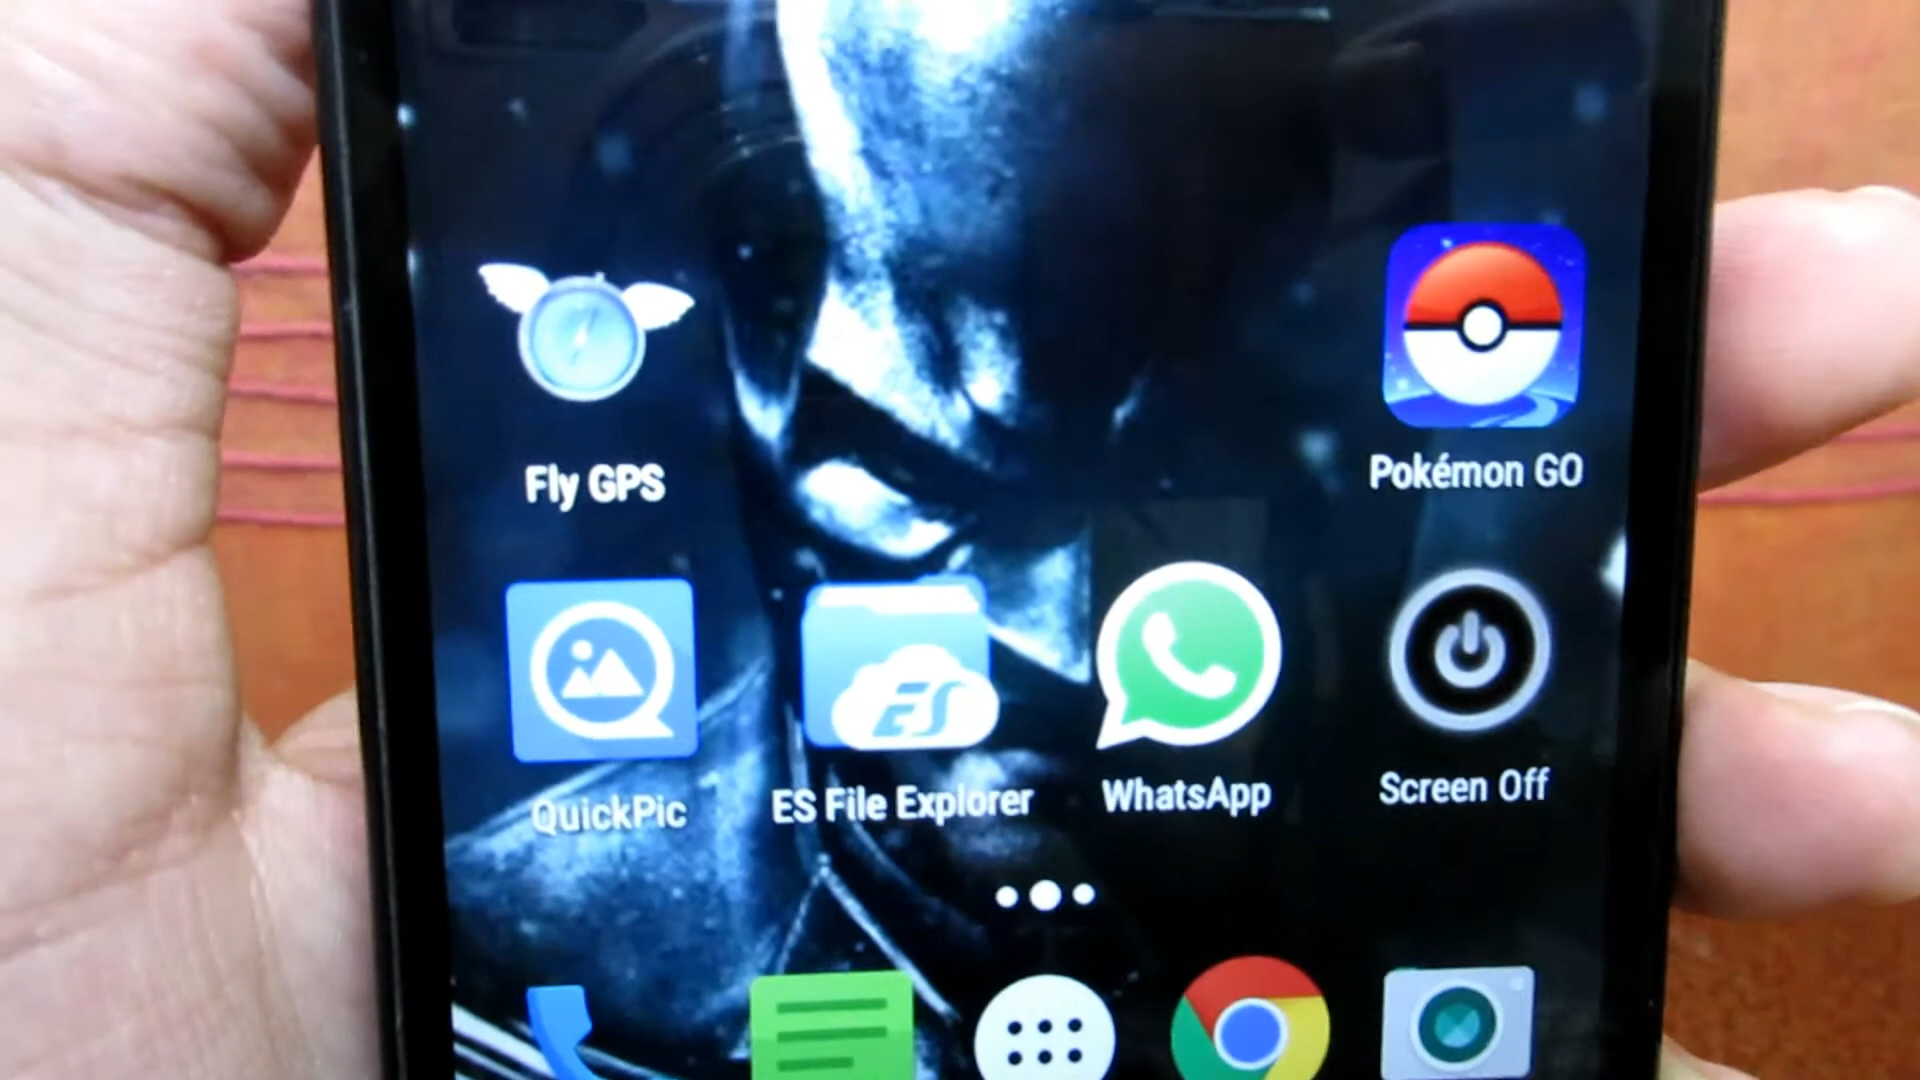 Fly GPS
Pokémon GO
ES
QuickPic
ES File Explorer
WhatsApp
Screen Off